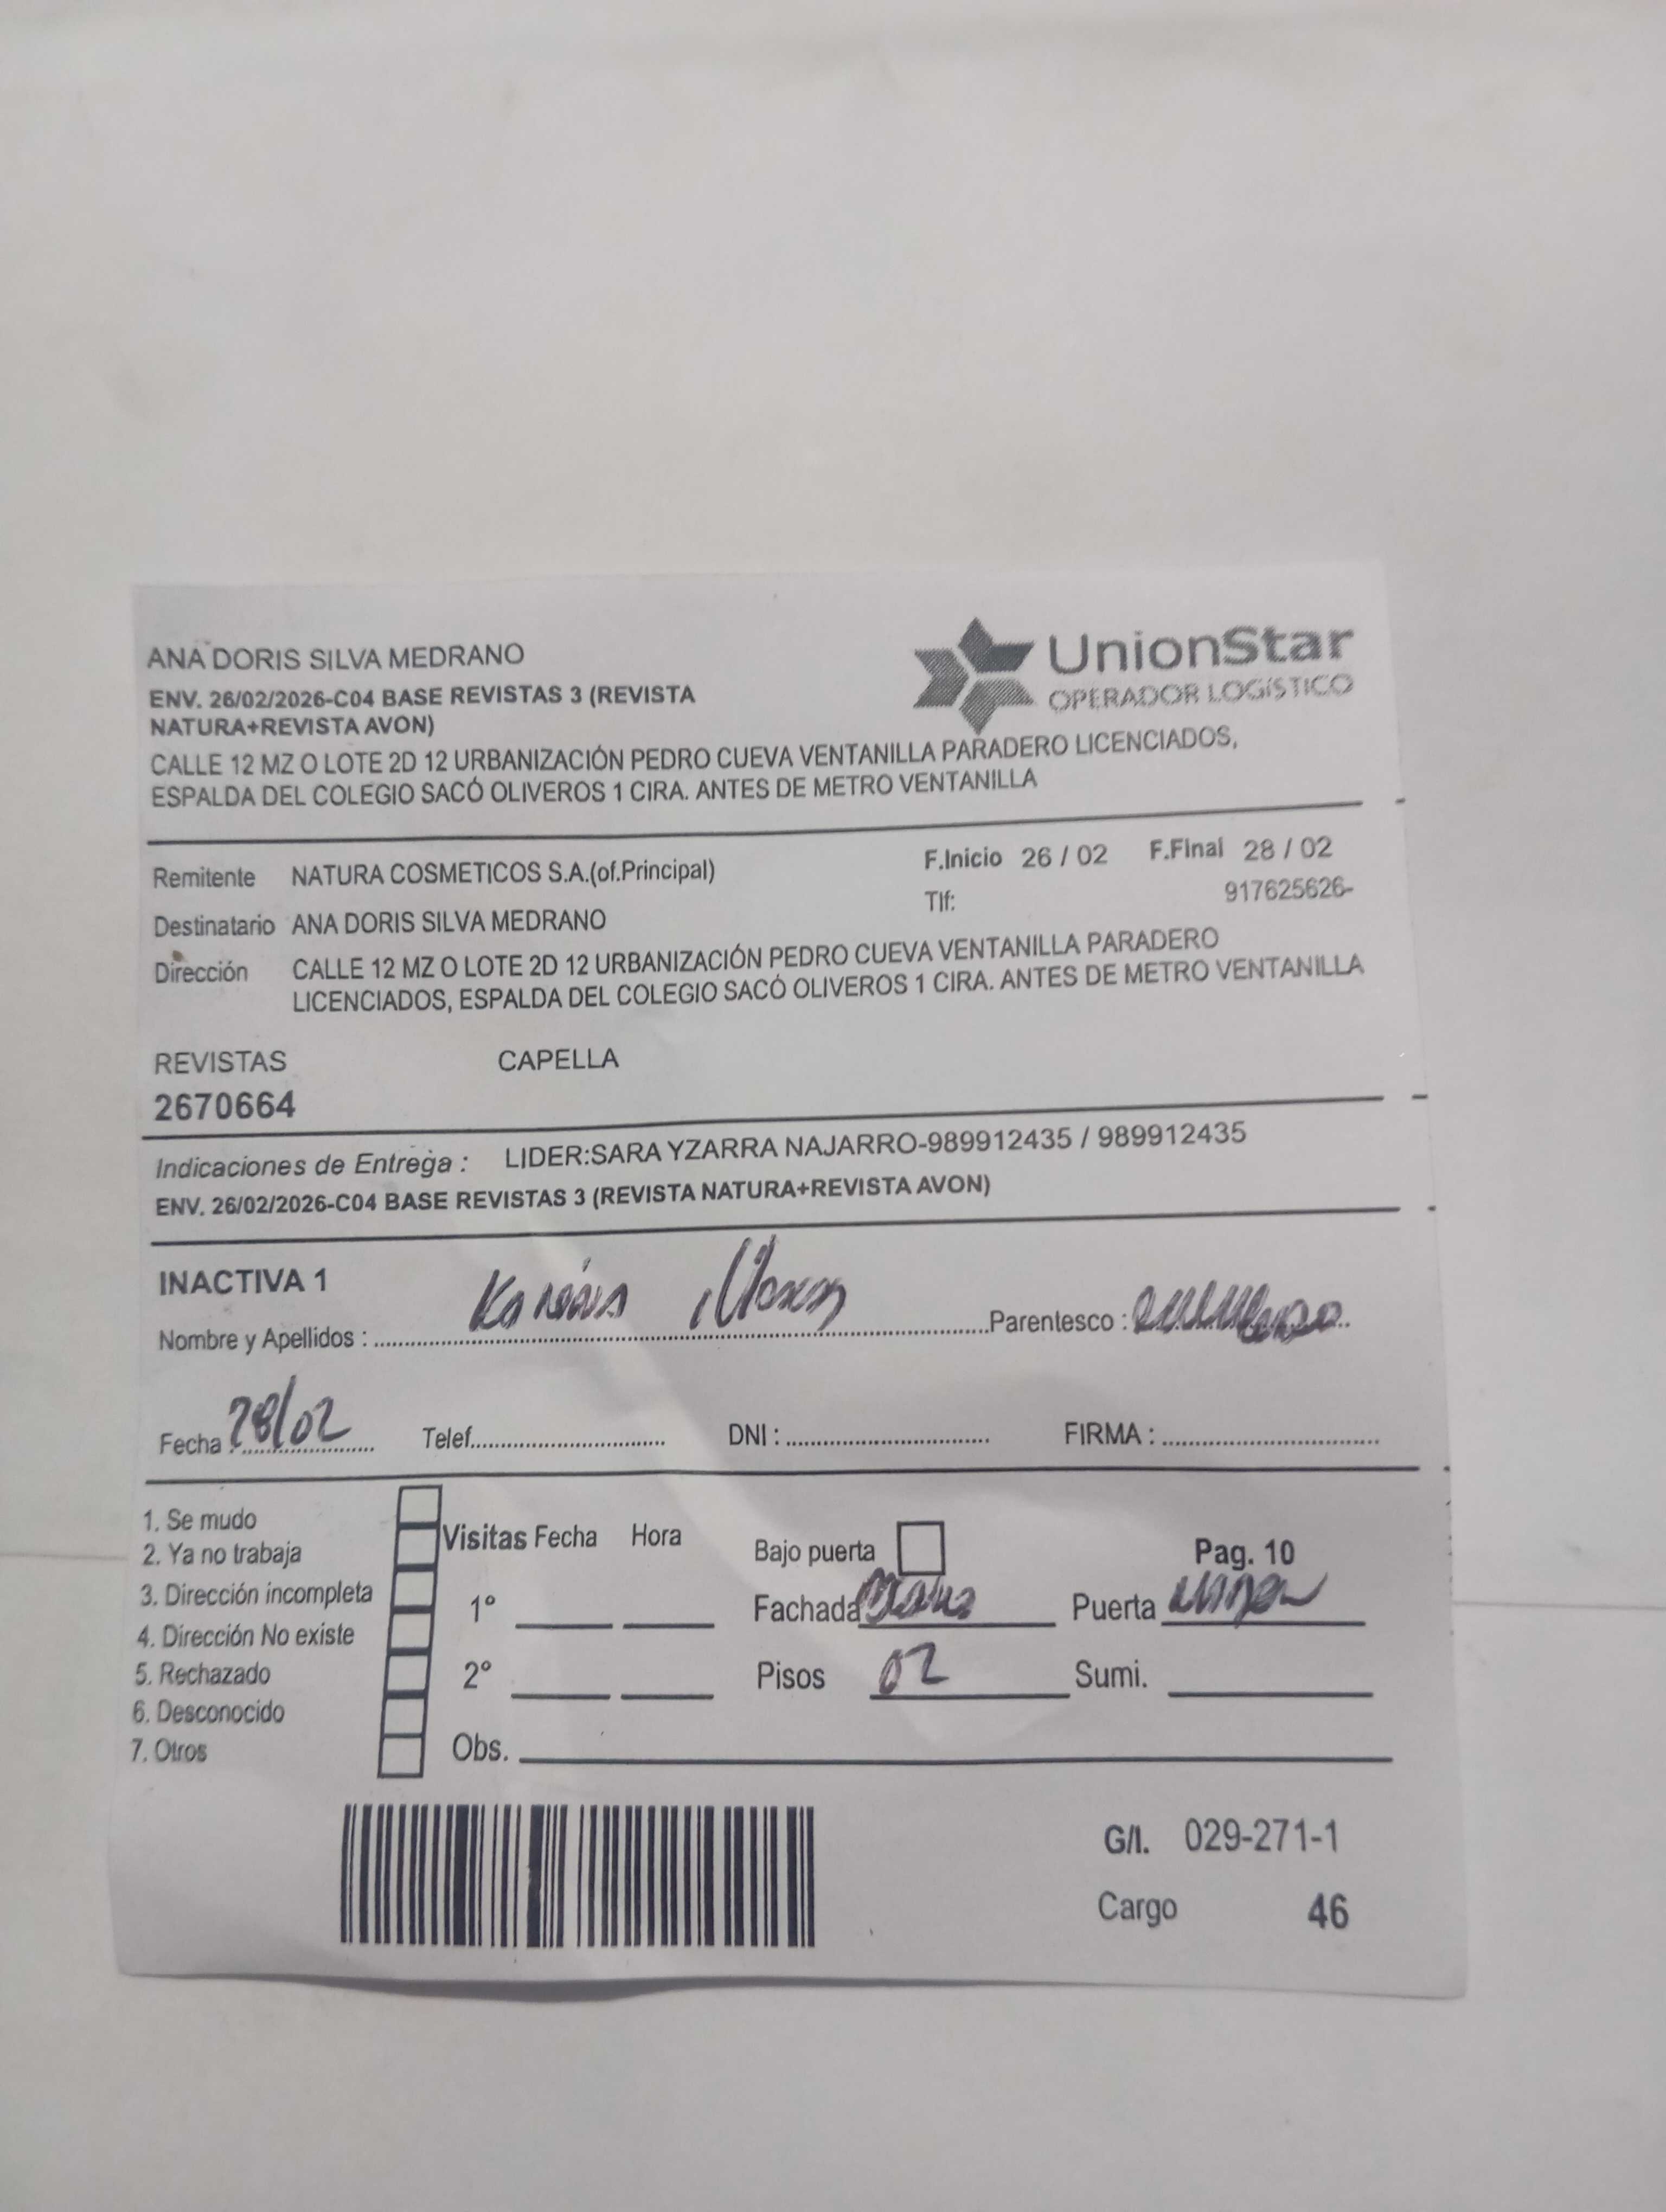 ANA DORIS SILVA MEDRANO
UnionStar
OPERADOR LOGÍSTICO
ENV. 26/02/2026-C04 BASE REVISTAS 3 (REVISTA
NATURA+REVISTA AVON)
CALLE 12 MZ O LOTE 2D 12 URBANIZACIÓN PEDRO CUEVA VENTANILLA PARADERO LICENCIADOS,
ESPALDA DEL COLEGIO SACÓ OLIVEROS 1 CIRA. ANTES DE METRO VENTANILLA
Remitente NATURA COSMETICOS S.A.(of.Principal) F.Inicio 26 / 02 F.Final 28 / 02
Tlf: 917625626-
Destinatario ANA DORIS SILVA MEDRANO
Dirección CALLE 12 MZ O LOTE 2D 12 URBANIZACIÓN PEDRO CUEVA VENTANILLA PARADERO
LICENCIADOS, ESPALDA DEL COLEGIO SACÓ OLIVEROS 1 CIRA. ANTES DE METRO VENTANILLA
REVISTAS CAPELLA
2670664
Indicaciones de Entrega : LIDER:SARA YZARRA NAJARRO-989912435 / 989912435
ENV. 26/02/2026-C04 BASE REVISTAS 3 (REVISTA NATURA+REVISTA AVON)
INACTIVA 1
Nombre y Apellidos : Parentesco :
Fecha : 28/02 Telef. DNI : FIRMA :
1. Se mudo
2. Ya no trabaja
3. Dirección incompleta
4. Dirección No existe
5. Rechazado
6. Desconocido
7. Otros
Visitas Fecha Hora
1°
2°
Obs.
Bajo puerta Pag. 10
Fachada Puerta
Pisos 02 Sumi.
G/I. 029-271-1
Cargo 46